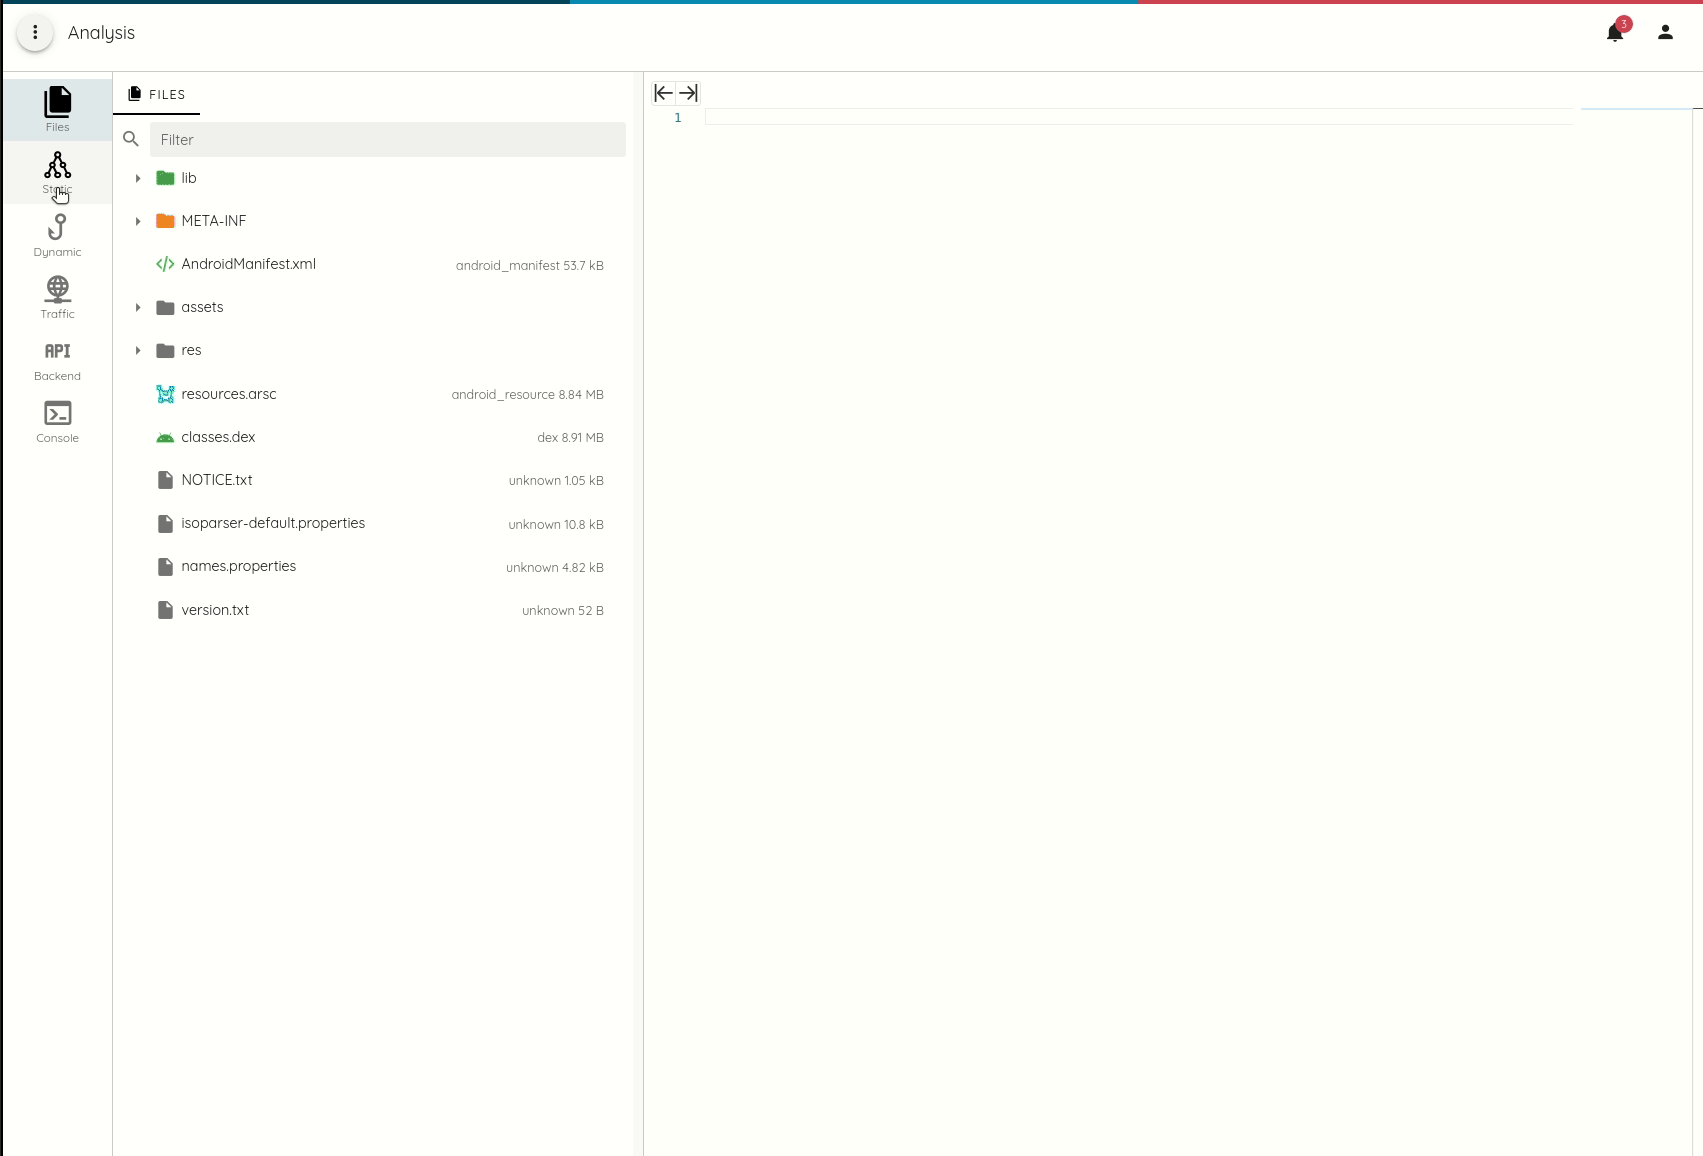 Analysis
3
Files
Static
Dynamic
Traffic
API
Backend
Console
FILES
Filter
lib
META-INF
AndroidManifest.xml android_manifest 53.7 kB
assets
res
resources.arsc android_resource 8.84 MB
classes.dex dex 8.91 MB
NOTICE.txt unknown 1.05 kB
isoparser-default.properties unknown 10.8 kB
names.properties unknown 4.82 kB
version.txt unknown 52 B
1